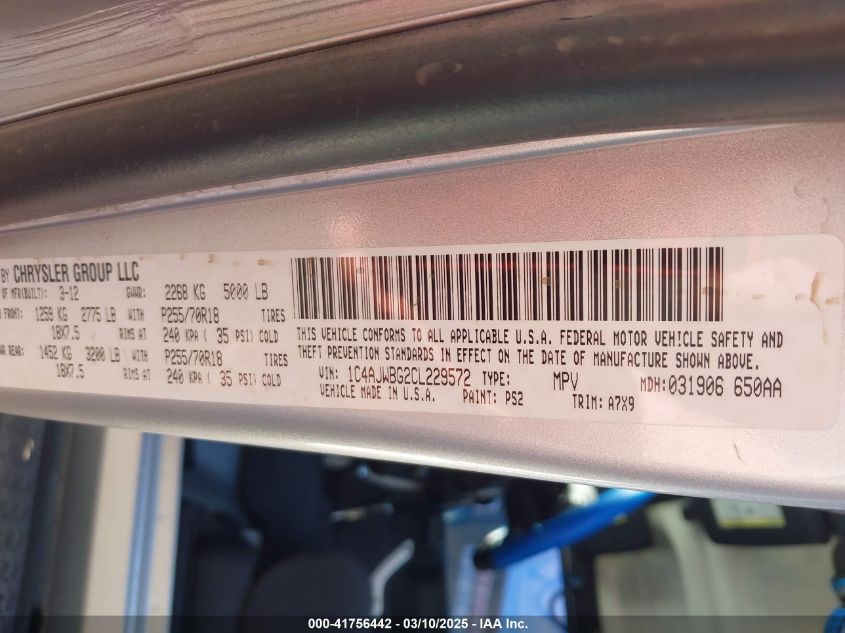 BY CHRYSLER GROUP LLC
OF MFR(BUILT): 3-12 GVWR: 2268 KG 5000 LB
FRONT: 1259 KG 2775 LB WITH P255/70R18 TIRES
18X7.5 RIMS AT 240 KPA ( 35 PSI) COLD
REAR: 1452 KG 3200 LB WITH P255/70R18 TIRES
18X7.5 RIMS AT 240 KPA ( 35 PSI) COLD
THIS VEHICLE CONFORMS TO ALL APPLICABLE U.S.A. FEDERAL MOTOR VEHICLE SAFETY AND
THEFT PREVENTION STANDARDS IN EFFECT ON THE DATE OF MANUFACTURE SHOWN ABOVE.
VIN: 1C4AJWBG2CL229572 TYPE: MPV MDH:031906 650AA
VEHICLE MADE IN U.S.A. PAINT: PS2 TRIM: A7X9
000-41756442 - 03/10/2025 - IAA Inc.